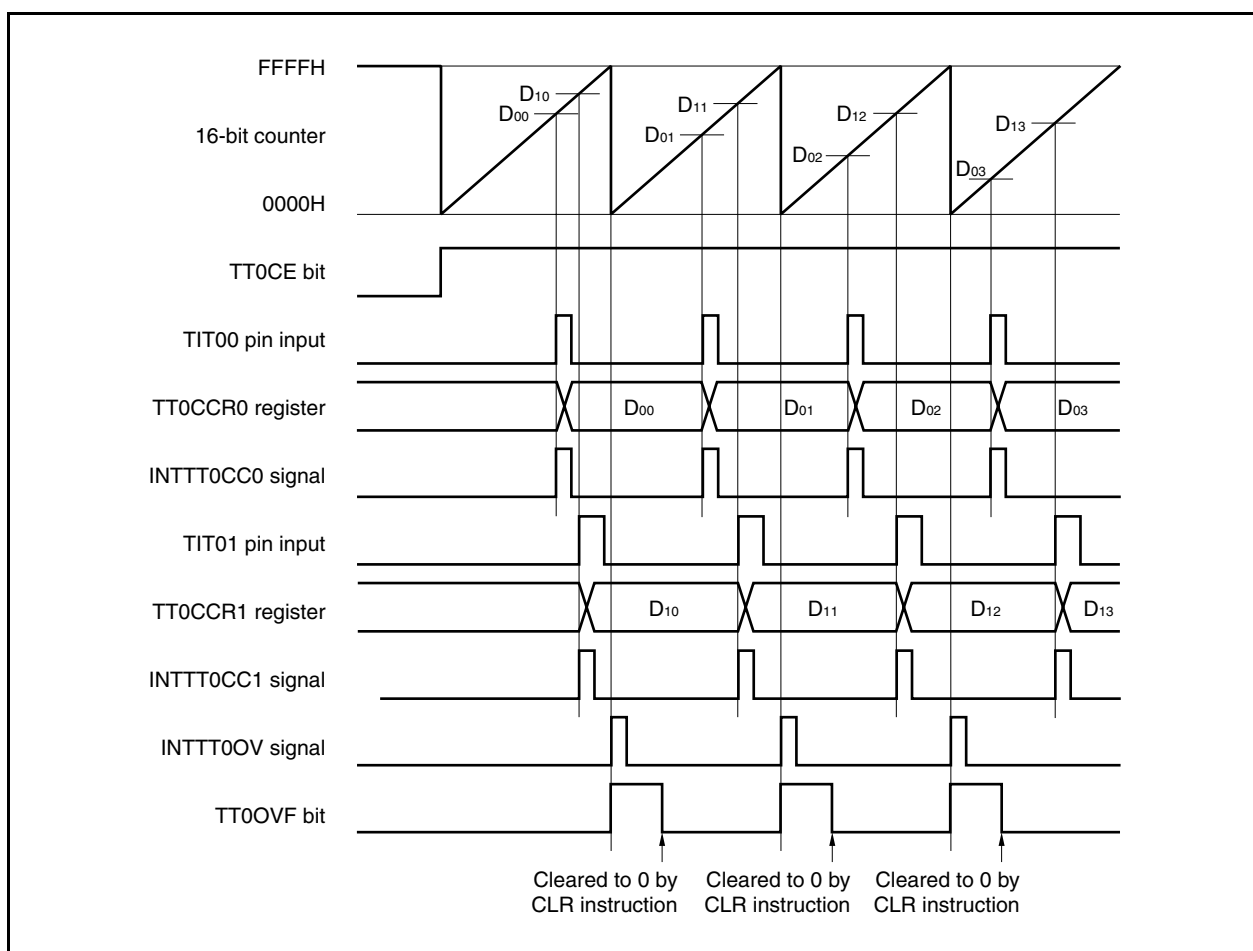 FFFFH
D10
D00
D11
D01
D12
D02
D13
D03
16-bit counter
0000H
TT0CE bit
TIT00 pin input
TT0CCR0 register
D00
D01
D02
D03
INTTT0CC0 signal
TIT01 pin input
TT0CCR1 register
D10
D11
D12
D13
INTTT0CC1 signal
INTTT0OV signal
TT0OVF bit
Cleared to 0 by
CLR instruction
Cleared to 0 by
CLR instruction
Cleared to 0 by
CLR instruction